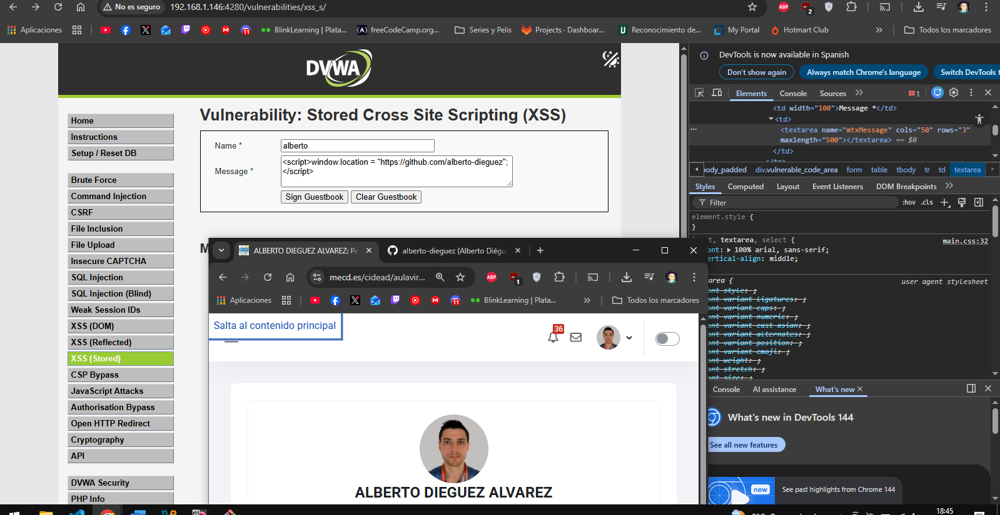 No es seguro
192.168.1.146:4280/vulnerabilities/xss_s/
ABP
2
Aplicaciones
11
BlinkLearning | Plata...
freeCodeCamp.org...
Series y Pelis
Projects · Dashboar...
Reconocimiento de...
My Portal
Hotmart Club
Todos los marcadores
DVWA
Home
Instructions
Setup / Reset DB
Brute Force
Command Injection
CSRF
File Inclusion
File Upload
Insecure CAPTCHA
SQL Injection
SQL Injection (Blind)
Weak Session IDs
XSS (DOM)
XSS (Reflected)
XSS (Stored)
CSP Bypass
JavaScript Attacks
Authorisation Bypass
Open HTTP Redirect
Cryptography
API
DVWA Security
PHP Info
Vulnerability: Stored Cross Site Scripting (XSS)
Name *
alberto
Message *
<script>window.location = "https://github.com/alberto-dieguez";
</script>
Sign Guestbook
Clear Guestbook
M
ALBERTO DIEGUEZ ALVAREZ: Pe
alberto-dieguez (Alberto Diégu
mecd.es/cidead/aulavir...
ABP
1
Aplicaciones
11
BlinkLearning | Plata...
Todos los marcadores
Salta al contenido principal
36
ALBERTO DIEGUEZ ALVAREZ
DevTools is now available in Spanish
Don't show again
Always match Chrome's language
Switch DevTools t
Elements
Console
Sources
1
<td width="100">Message *</td>
<td>
<textarea name="mtxMessage" cols="50" rows="3"
maxlength="500"></textarea> == $0
</td>
</tr>
body_padded
div.vulnerable_code_area
form
table
tbody
tr
td
textarea
Styles
Computed
Layout
Event Listeners
DOM Breakpoints
Filter
:hov
.cls
element.style {
}
t, textarea, select {
main.css:32
ont: 100% arial, sans-serif;
ertical-align: middle;
area {
user agent stylesheet
ont-style: ;
ont-variant-ligatures: ;
ont-variant-caps: ;
ont-variant-numeric: ;
ont-variant-east-asian: ;
ont-variant-alternates: ;
ont-variant-position: ;
ont-variant-emoji: ;
ont-weight: ;
ont-stretch: ;
ont-size: ;
Console
AI assistance
What's new
What's new in DevTools 144
See all new features
new
See past highlights from Chrome 144
18:45